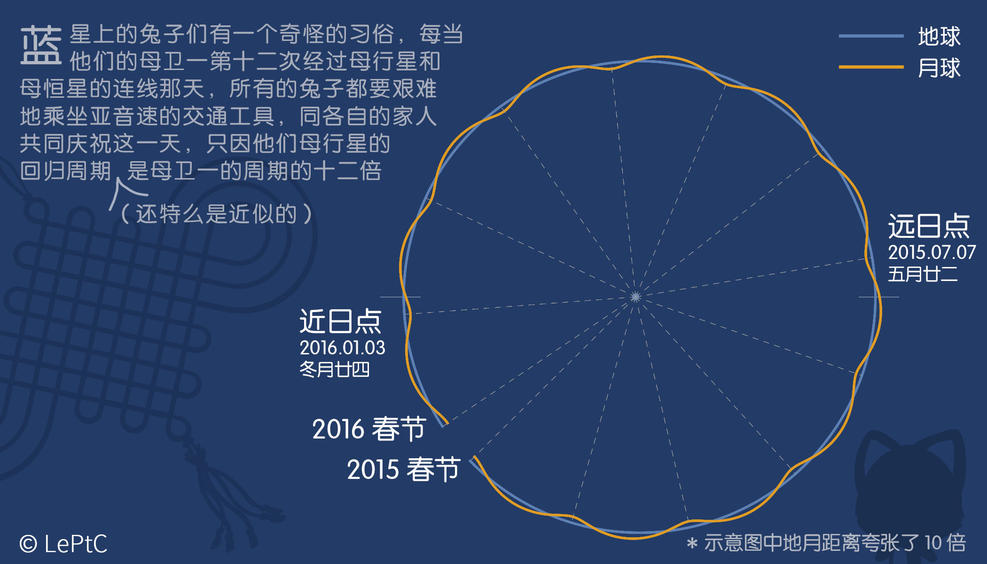 蓝星上的兔子们有一个奇怪的习俗，每当
他们的母卫一第十二次经过母行星和
母恒星的连线那天，所有的兔子都要艰难
地乘坐亚音速的交通工具，同各自的家人
共同庆祝这一天，只因他们母行星的
回归周期 是母卫一的周期的十二倍
（还特么是近似的）
地球
月球
远日点
2015.07.07
五月廿二
近日点
2016.01.03
冬月廿四
2016 春节
2015 春节
© LePtC
* 示意图中地月距离夸张了 10 倍